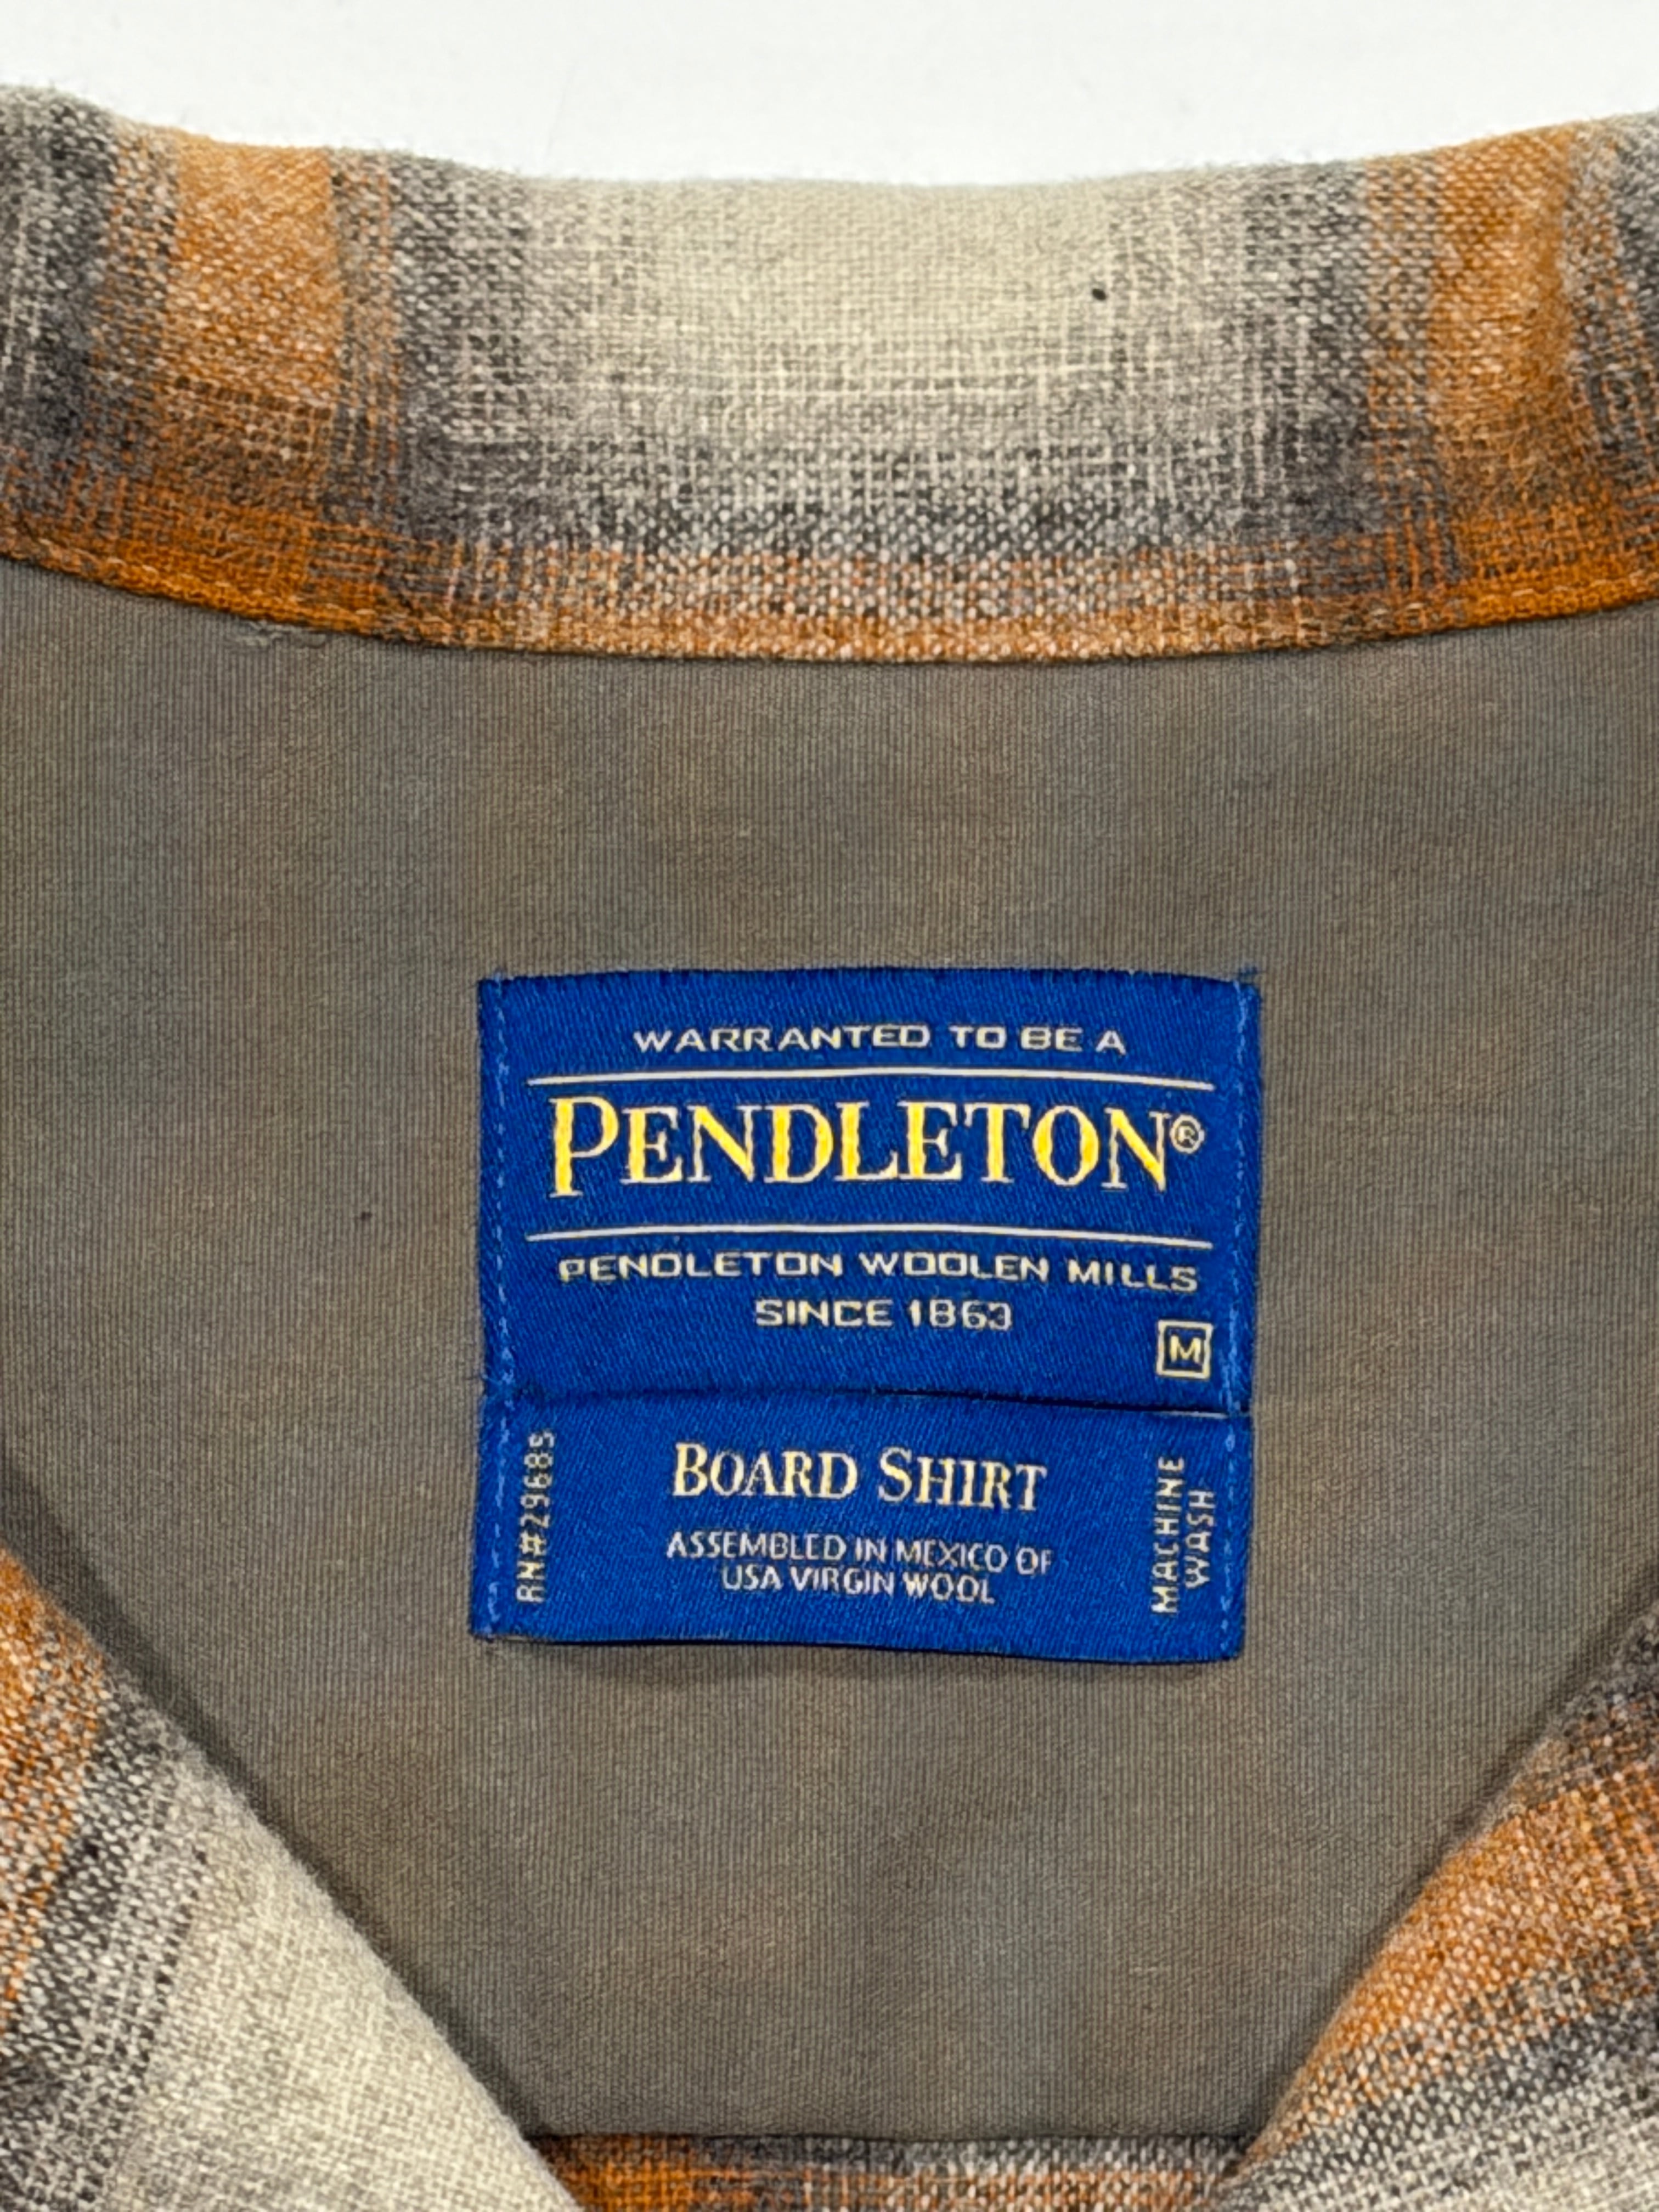 WARRANTED TO BE A
PENDLETON®
PENDLETON WOOLEN MILLS
SINCE 1863
M
RN#29685
BOARD SHIRT
ASSEMBLED IN MEXICO OF
USA VIRGIN WOOL
MACHINE
WASH